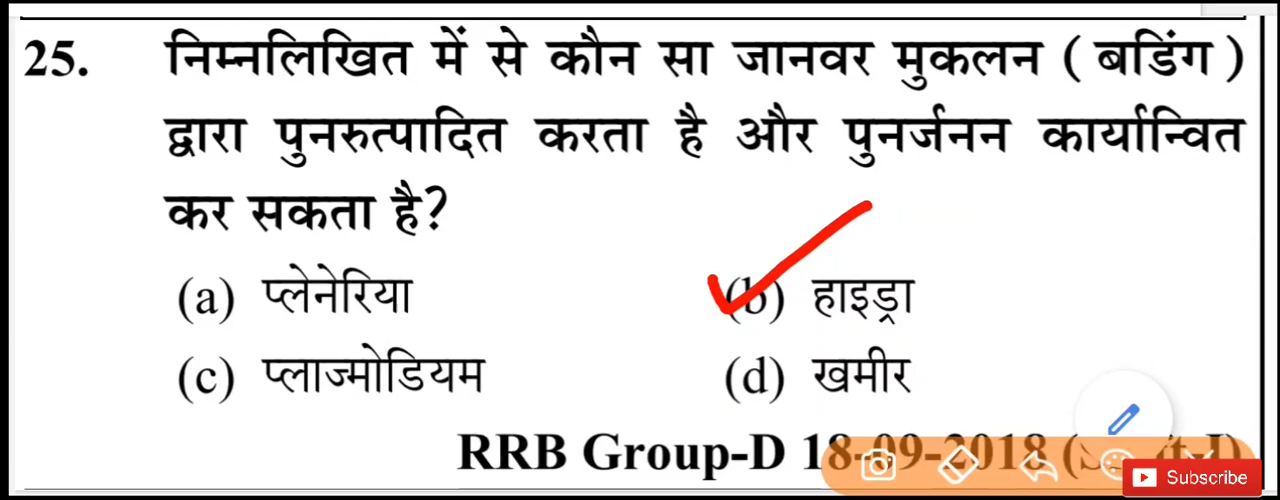 25. निम्नलिखित में से कौन सा जानवर मुकलन ( बडिंग )
द्वारा पुनरुत्पादित करता है और पुनर्जनन कार्यान्वित
कर सकता है?
(a) प्लेनेरिया (b) हाइड्रा
(c) प्लाज्मोडियम (d) खमीर
RRB Group-D 18-09-2018
Subscribe